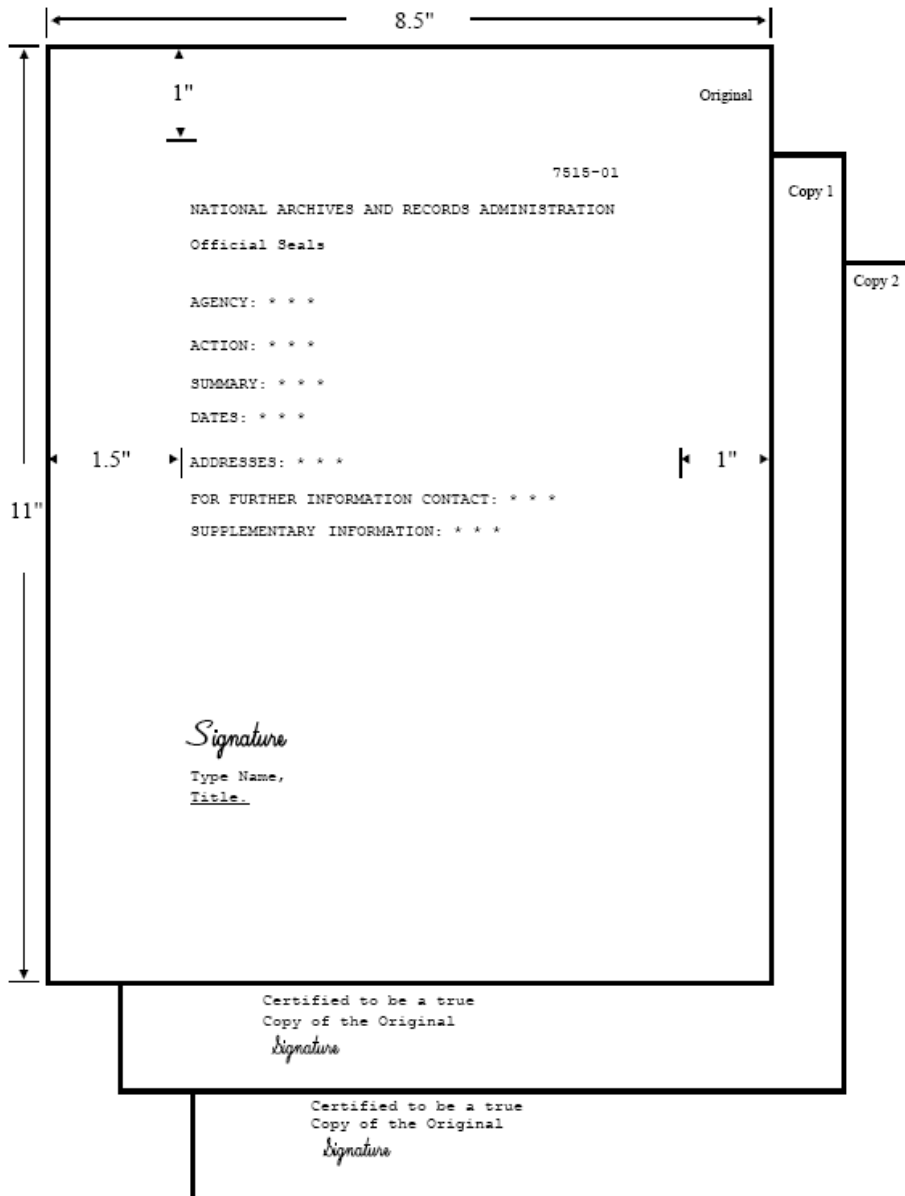 8.5"
1"
Original
7515-01
Copy 1
NATIONAL ARCHIVES AND RECORDS ADMINISTRATION
Official Seals
Copy 2
AGENCY: * * *
ACTION: * * *
SUMMARY: * * *
DATES: * * *
1.5"
ADDRESSES: * * *
1"
FOR FURTHER INFORMATION CONTACT: * * *
11"
SUPPLEMENTARY INFORMATION: * * *
Signature
Type Name,
Title.
Certified to be a true
Copy of the Original
Signature
Certified to be a true
Copy of the Original
Signature